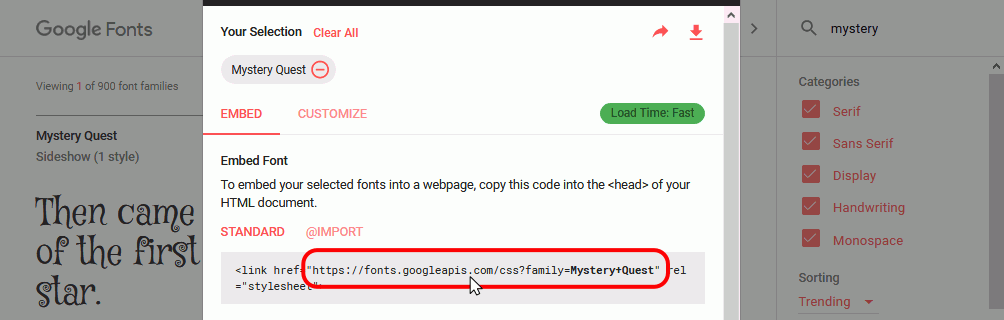 Google Fonts
Viewing 1 of 900 font families
Mystery Quest
Sideshow (1 style)
Then came
of the first
star.
Your Selection Clear All
Mystery Quest
EMBED CUSTOMIZE Load Time: Fast
Embed Font
To embed your selected fonts into a webpage, copy this code into the <head> of your
HTML document.
STANDARD @IMPORT
<link href="https://fonts.googleapis.com/css?family=Mystery+Quest" rel
="stylesheet">
mystery
Categories
Serif
Sans Serif
Display
Handwriting
Monospace
Sorting
Trending